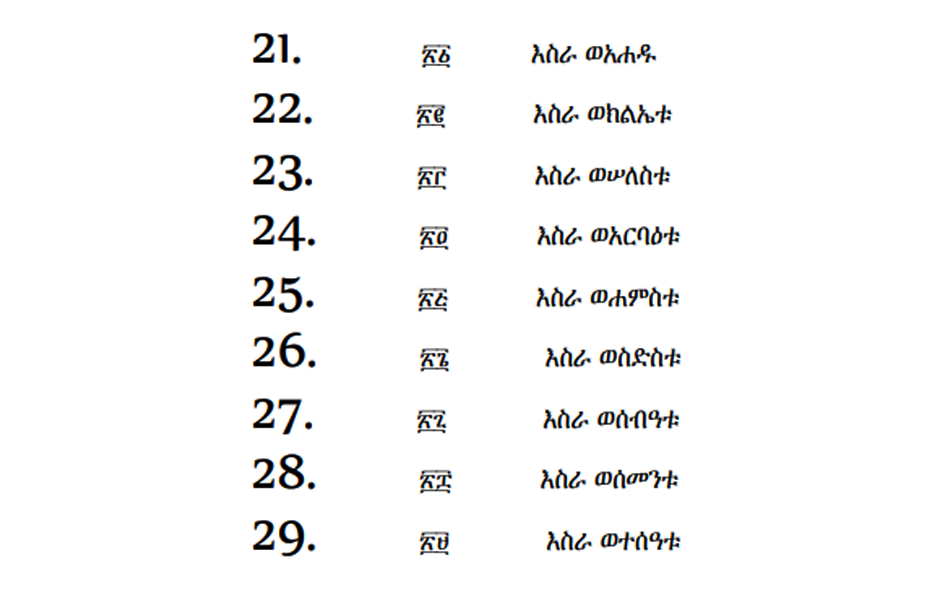 21. ፳፩ እስራ ወአሐዱ
22. ፳፪ እስራ ወክልኤቱ
23. ፳፫ እስራ ወሠለስቱ
24. ፳፬ እስራ ወአርባዕቱ
25. ፳፭ እስራ ወሐምስቱ
26. ፳፮ እስራ ወስድስቱ
27. ፳፯ እስራ ወሰብዓቱ
28. ፳፰ እስራ ወሰመንቱ
29. ፳፱ እስራ ወተሰዓቱ